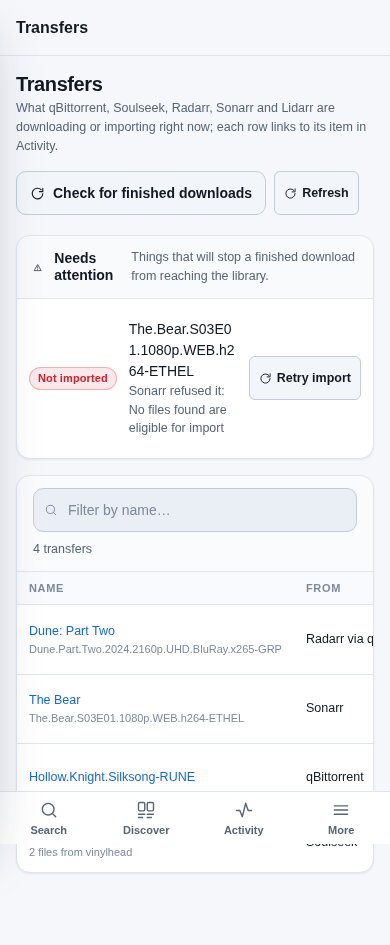 Transfers
Transfers
What qBittorrent, Soulseek, Radarr, Sonarr and Lidarr are
downloading or importing right now; each row links to its item in
Activity.
Check for finished downloads
Refresh
Needs
attention
Things that will stop a finished download
from reaching the library.
Not imported
The.Bear.S03E0
1.1080p.WEB.h2
64-ETHEL
Sonarr refused it:
No files found are
eligible for import
Retry import
Filter by name…
4 transfers
NAME
FROM
Dune: Part Two
Dune.Part.Two.2024.2160p.UHD.BluRay.x265-GRP
Radarr via q
The Bear
The.Bear.S03E01.1080p.WEB.h264-ETHEL
Sonarr
Hollow.Knight.Silksong-RUNE
qBittorrent
Search
Discover
Activity
More
2 files from vinylhead